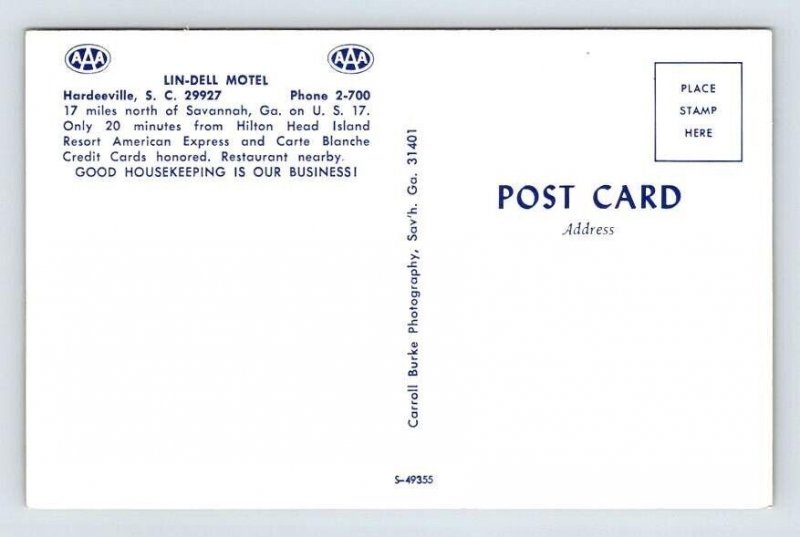 AAA AAA
LIN-DELL MOTEL
Hardeeville, S. C. 29927 Phone 2-700
17 miles north of Savannah, Ga. on U. S. 17.
Only 20 minutes from Hilton Head Island
Resort American Express and Carte Blanche
Credit Cards honored. Restaurant nearby.
GOOD HOUSEKEEPING IS OUR BUSINESS!
Carroll Burke Photography, Sav'h. Ga. 31401
S-49355
PLACE
STAMP
HERE
POST CARD
Address